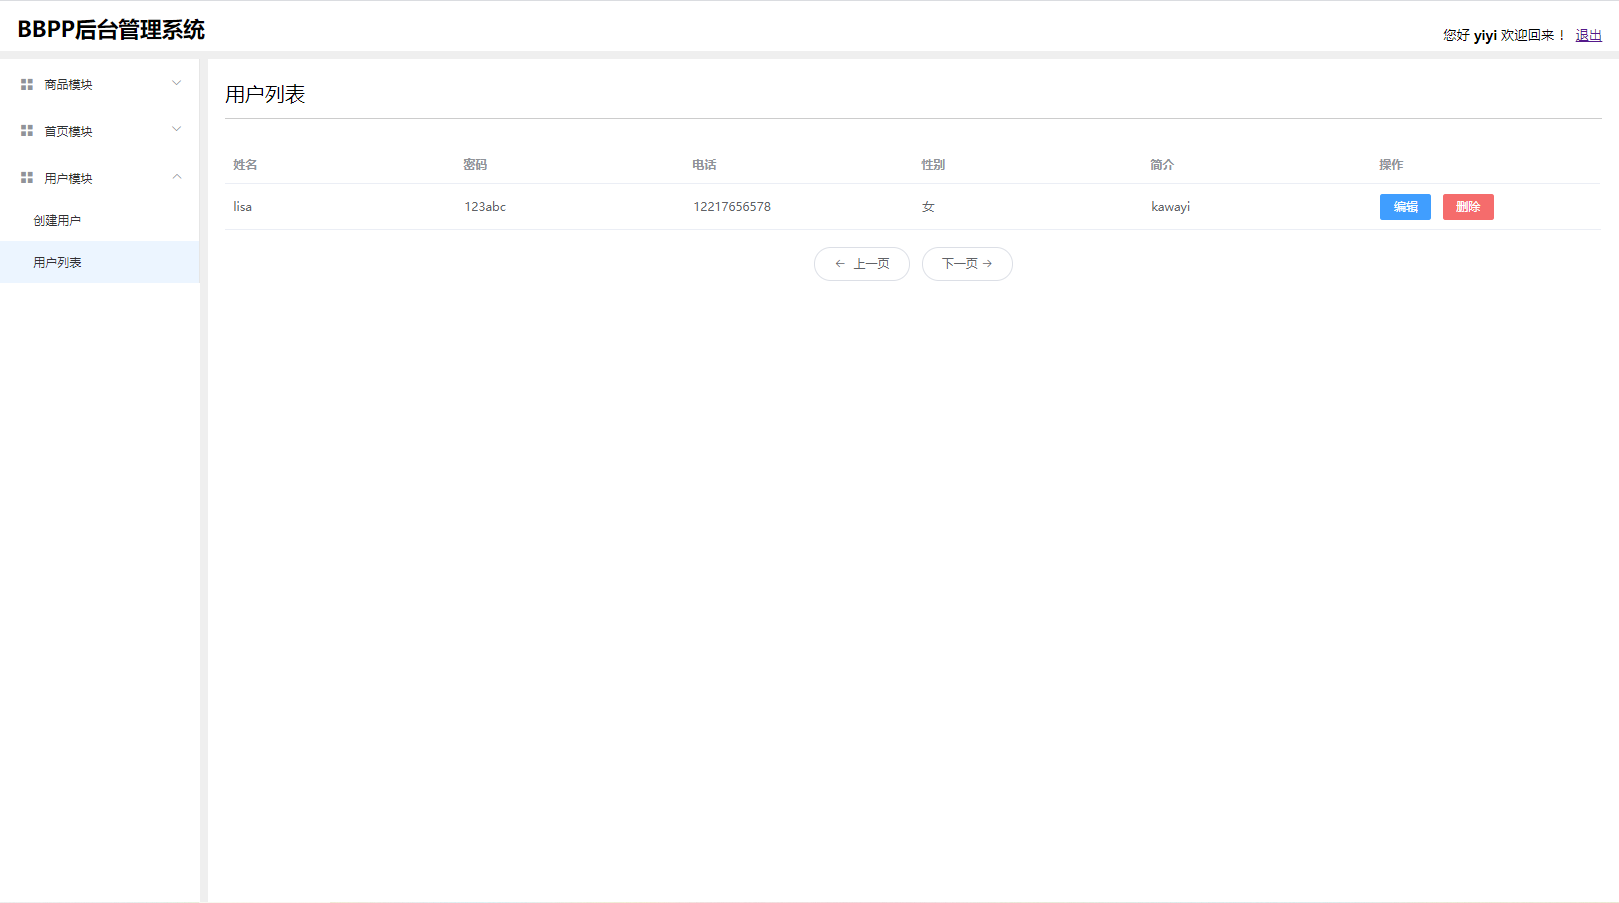 BBPP后台管理系统
您好 yiyi 欢迎回来！ 退出
商品模块
首页模块
用户模块
创建用户
用户列表
用户列表
姓名 密码 电话 性别 简介 操作
lisa 123abc 12217656578 女 kawayi 编辑 删除
← 上一页 下一页 →